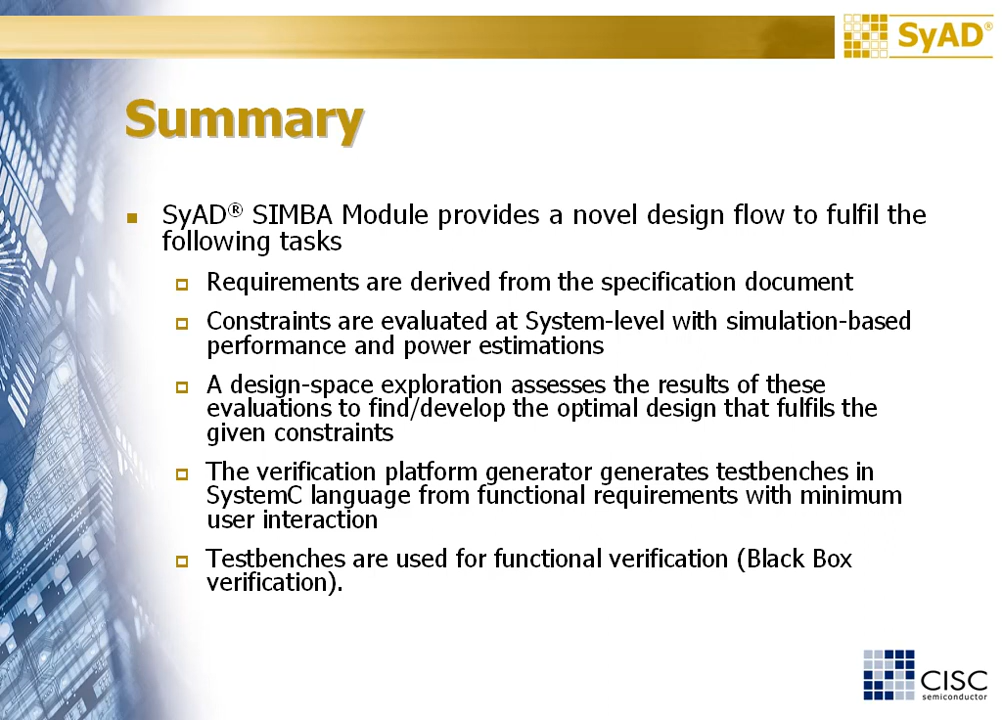 SyAD®
Summary
SyAD® SIMBA Module provides a novel design flow to fulfil the
following tasks
Requirements are derived from the specification document
Constraints are evaluated at System-level with simulation-based
performance and power estimations
A design-space exploration assesses the results of these
evaluations to find/develop the optimal design that fulfils the
given constraints
The verification platform generator generates testbenches in
SystemC language from functional requirements with minimum
user interaction
Testbenches are used for functional verification (Black Box
verification).
CISC
semiconductor